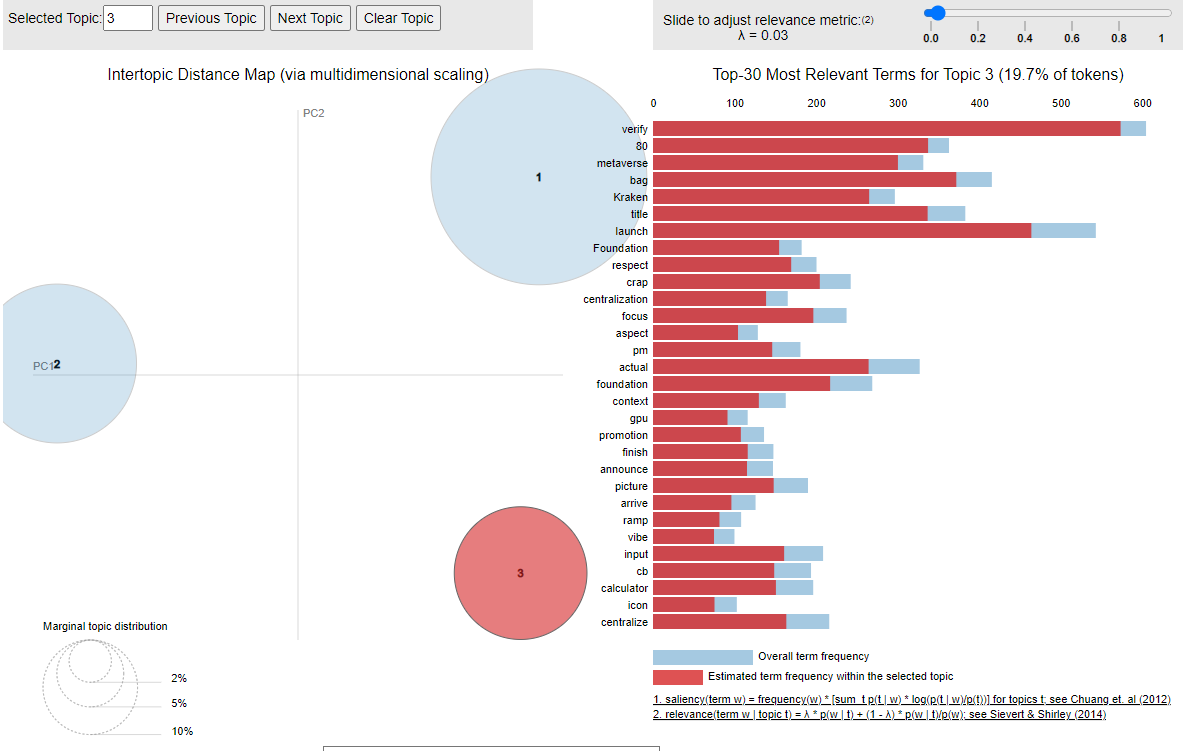 Selected Topic: 3 Previous Topic Next Topic Clear Topic
Slide to adjust relevance metric:(2)
λ = 0.03
0.0 0.2 0.4 0.6 0.8 1
Intertopic Distance Map (via multidimensional scaling)
PC2
1
PC1
2
3
Marginal topic distribution
2%
5%
10%
Top-30 Most Relevant Terms for Topic 3 (19.7% of tokens)
0 100 200 300 400 500 600
verify
80
metaverse
bag
Kraken
title
launch
Foundation
respect
crap
centralization
focus
aspect
pm
actual
foundation
context
gpu
promotion
finish
announce
picture
arrive
ramp
vibe
input
cb
calculator
icon
centralize
Overall term frequency
Estimated term frequency within the selected topic
1. saliency(term w) = frequency(w) * [sum_t p(t | w) * log(p(t | w)/p(t))] for topics t; see Chuang et. al (2012)
2. relevance(term w | topic t) = λ * p(w | t) + (1 - λ) * p(w | t)/p(w); see Sievert & Shirley (2014)